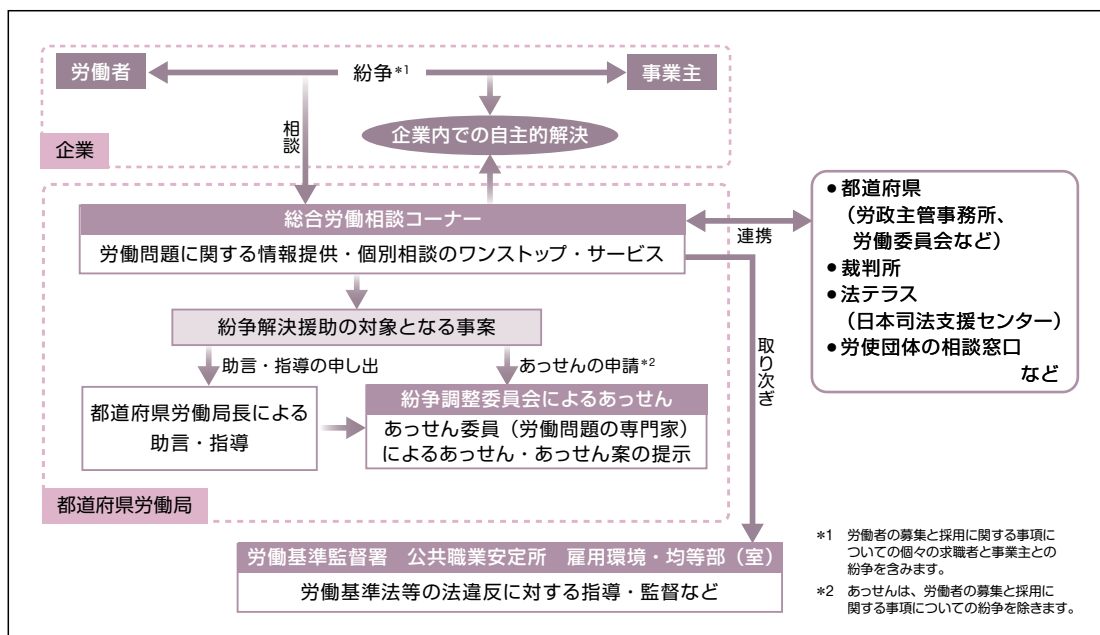 労働者
紛争*1
事業主
相談
企業内での自主的解決
企業
総合労働相談コーナー
労働問題に関する情報提供・個別相談のワンストップ・サービス
連携
●都道府県
（労政主管事務所、
労働委員会など）
●裁判所
●法テラス
（日本司法支援センター）
●労使団体の相談窓口
など
紛争解決援助の対象となる事案
取り次ぎ
助言・指導の申し出
あっせんの申請*2
都道府県労働局長による
助言・指導
紛争調整委員会によるあっせん
あっせん委員（労働問題の専門家）
によるあっせん・あっせん案の提示
都道府県労働局
労働基準監督署　公共職業安定所　雇用環境・均等部（室）
労働基準法等の法違反に対する指導・監督など
*1　労働者の募集と採用に関する事項に
ついての個々の求職者と事業主との
紛争を含みます。
*2　あっせんは、労働者の募集と採用に
関する事項についての紛争を除きます。